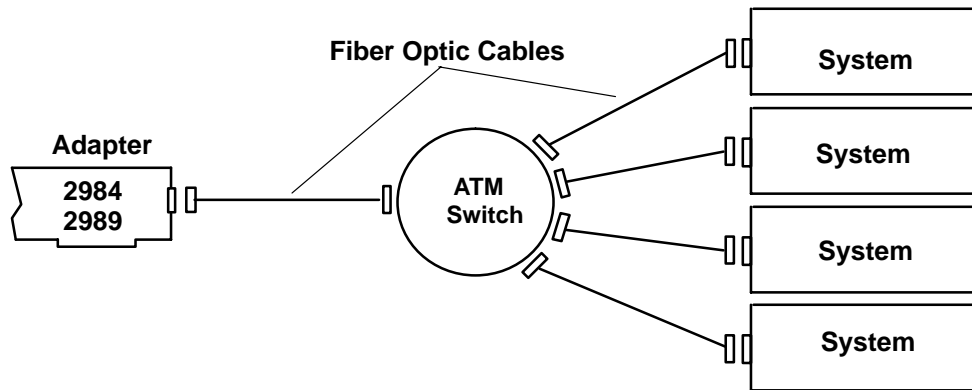 Fiber Optic Cables
Adapter
2984
2989
ATM
Switch
System
System
System
System